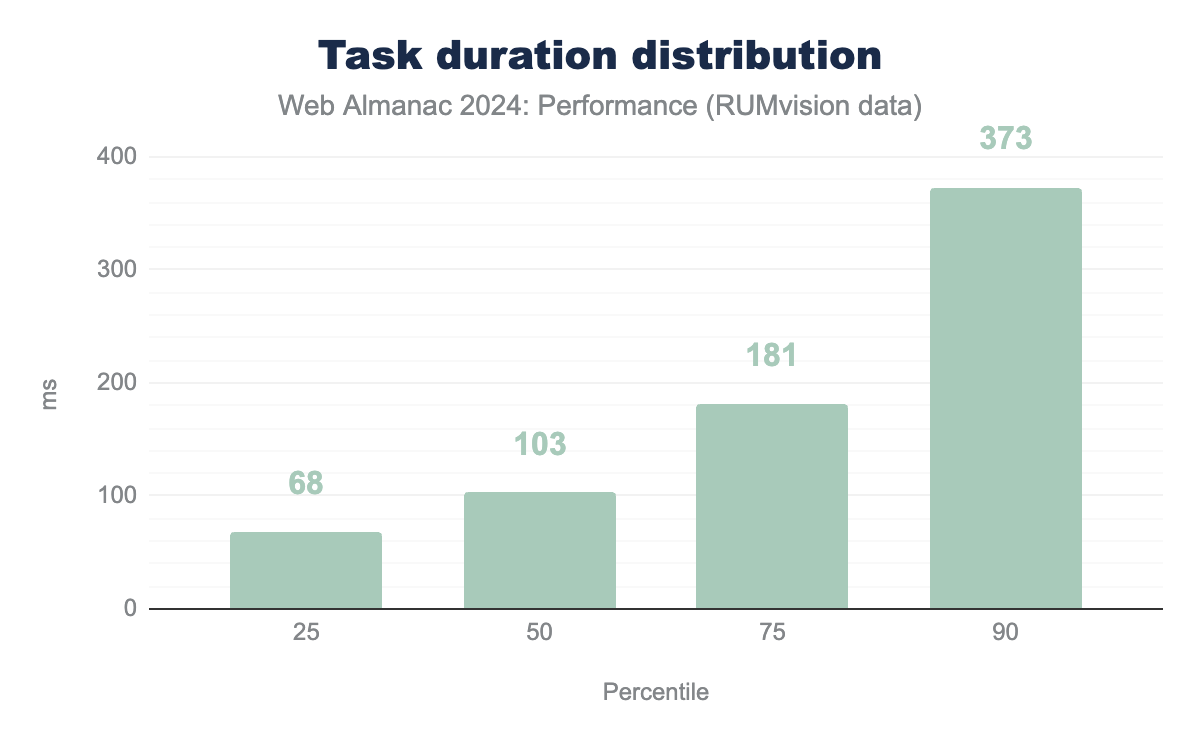 Task duration distribution
Web Almanac 2024: Performance (RUMvision data)
373
400
300
181
200
ms
103
68
100
0
25 50 75 90
Percentile